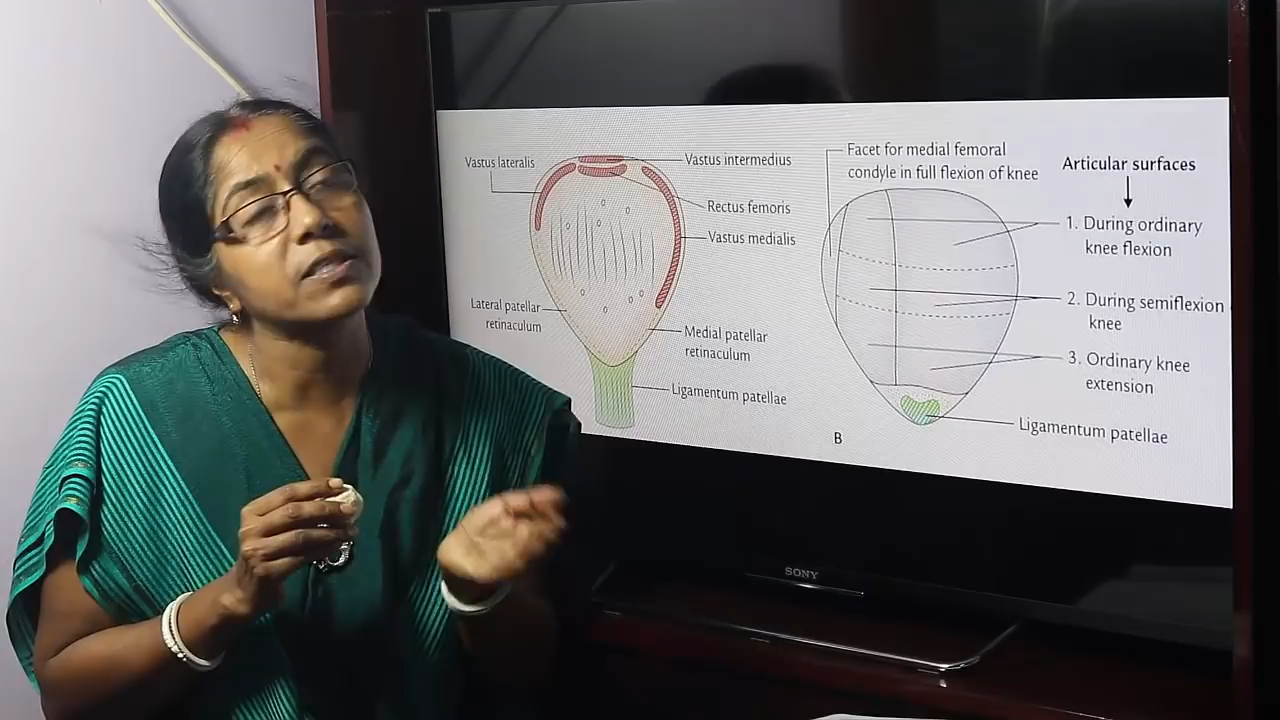 Vastus lateralis
Vastus intermedius
Rectus femoris
Vastus medialis
Lateral patellar
retinaculum
Medial patellar
retinaculum
Ligamentum patellae
Facet for medial femoral
condyle in full flexion of knee
Articular surfaces
1. During ordinary
knee flexion
2. During semiflexion
knee
3. Ordinary knee
extension
Ligamentum patellae
B
SONY